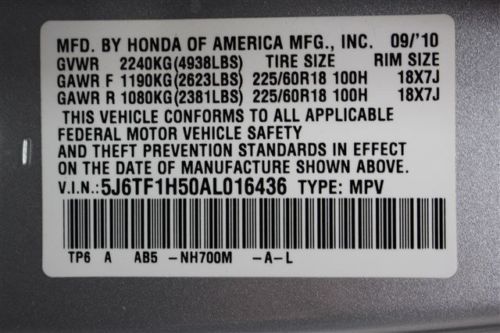 MFD. BY HONDA OF AMERICA MFG., INC. 09/'10
GVWR 2240KG(4938LBS) TIRE SIZE RIM SIZE
GAWR F 1190KG(2623LBS) 225/60R18 100H 18X7J
GAWR R 1080KG(2381LBS) 225/60R18 100H 18X7J
THIS VEHICLE CONFORMS TO ALL APPLICABLE
FEDERAL MOTOR VEHICLE SAFETY
AND THEFT PREVENTION STANDARDS IN EFFECT
ON DATE OF MANUFACTURE SHOWN ABOVE.
V.I.N.:5J6TF1H50AL016436 TYPE: MPV
TP6 A AB5 -NH700M -A-L